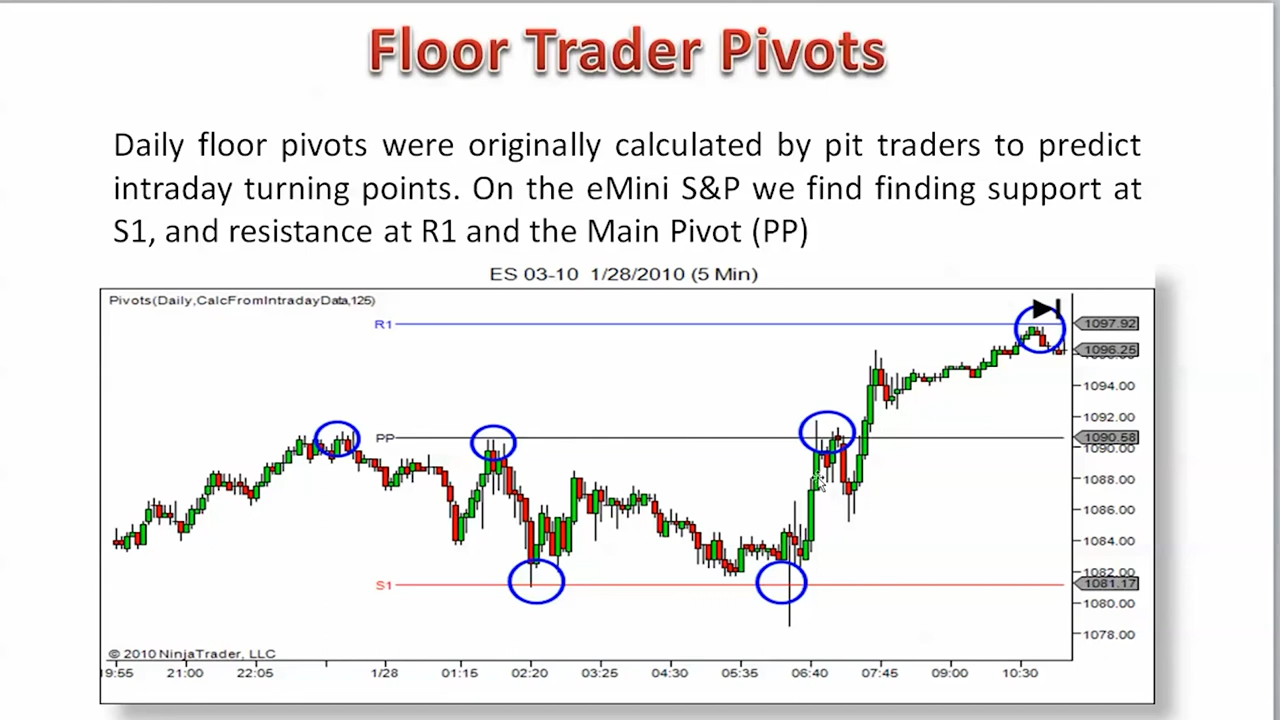 Floor Trader Pivots
Daily floor pivots were originally calculated by pit traders to predict
intraday turning points. On the eMini S&P we find finding support at
S1, and resistance at R1 and the Main Pivot (PP)
ES 03-10 1/28/2010 (5 Min)
Pivots(Daily,CalcFromIntradayData,125)
R1
1097.92
1096.25
1094.00
1092.00
PP
1090.58
1090.00
1088.00
1086.00
1084.00
1082.00
S1
1081.17
1080.00
1078.00
© 2010 NinjaTrader, LLC
19:55 21:00 22:05 1/28 01:15 02:20 03:25 04:30 05:35 06:40 07:45 09:00 10:30